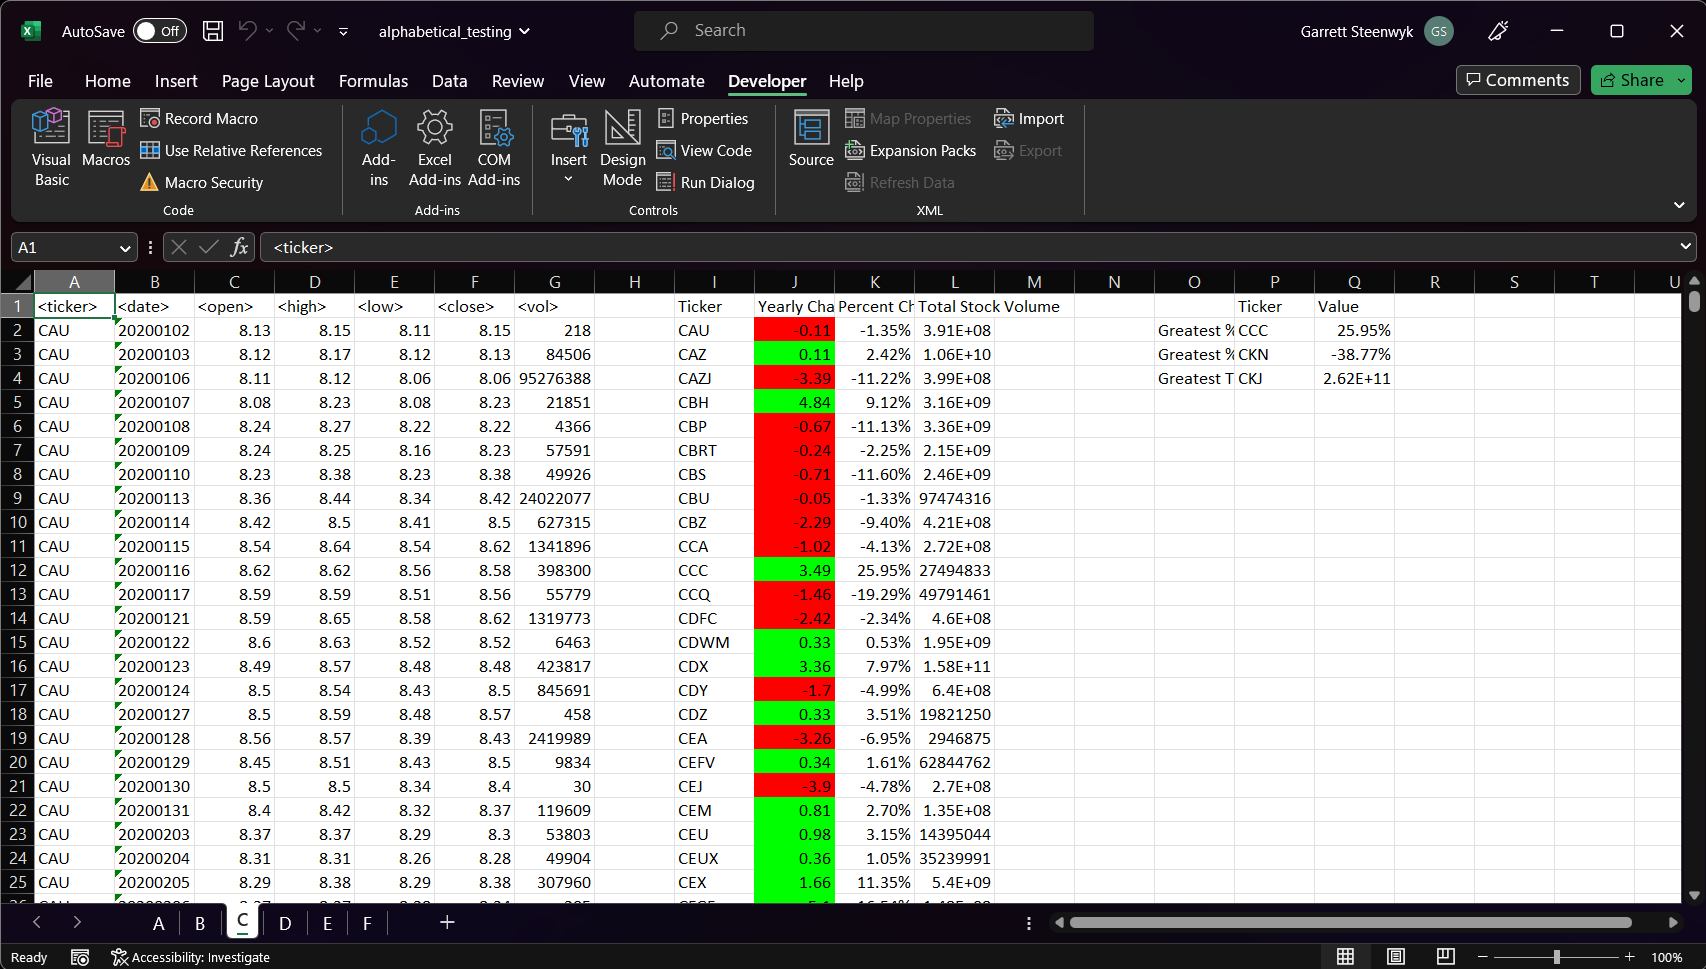 AutoSave Off alphabetical_testing Search Garrett Steenwyk GS
File Home Insert Page Layout Formulas Data Review View Automate Developer Help Comments Share
Visual Basic
Macros
Record Macro
Use Relative References
Macro Security
Code
Add-ins
Excel Add-ins
COM Add-ins
Add-ins
Insert
Design Mode
Properties
View Code
Run Dialog
Controls
Source
Map Properties
Expansion Packs
Refresh Data
Import
Export
XML
A1 fx <ticker>
A B C D E F G H I J K L M N O P Q R S T U
1 <ticker> <date> <open> <high> <low> <close> <vol> Ticker Yearly Cha Percent Ch Total Stock Volume Ticker Value
2 CAU 20200102 8.13 8.15 8.11 8.15 218 CAU -0.11 -1.35% 3.91E+08 Greatest % CCC 25.95%
3 CAU 20200103 8.12 8.17 8.12 8.13 84506 CAZ 0.11 2.42% 1.06E+10 Greatest % CKN -38.77%
4 CAU 20200106 8.11 8.12 8.06 8.06 95276388 CAZJ -3.39 -11.22% 3.99E+08 Greatest T CKJ 2.62E+11
5 CAU 20200107 8.08 8.23 8.08 8.23 21851 CBH 4.84 9.12% 3.16E+09
6 CAU 20200108 8.24 8.27 8.22 8.22 4366 CBP -0.67 -11.13% 3.36E+09
7 CAU 20200109 8.24 8.25 8.16 8.23 57591 CBRT -0.24 -2.25% 2.15E+09
8 CAU 20200110 8.23 8.38 8.23 8.38 49926 CBS -0.71 -11.60% 2.46E+09
9 CAU 20200113 8.36 8.44 8.34 8.42 24022077 CBU -0.05 -1.33% 97474316
10 CAU 20200114 8.42 8.5 8.41 8.5 627315 CBZ -2.29 -9.40% 4.21E+08
11 CAU 20200115 8.54 8.64 8.54 8.62 1341896 CCA -1.02 -4.13% 2.72E+08
12 CAU 20200116 8.62 8.62 8.56 8.58 398300 CCC 3.49 25.95% 27494833
13 CAU 20200117 8.59 8.59 8.51 8.56 55779 CCQ -1.46 -19.29% 49791461
14 CAU 20200121 8.59 8.65 8.58 8.62 1319773 CDFC -2.42 -2.34% 4.6E+08
15 CAU 20200122 8.6 8.63 8.52 8.52 6463 CDWM 0.33 0.53% 1.95E+09
16 CAU 20200123 8.49 8.57 8.48 8.48 423817 CDX 3.36 7.97% 1.58E+11
17 CAU 20200124 8.5 8.54 8.43 8.5 845691 CDY -1.7 -4.99% 6.4E+08
18 CAU 20200127 8.5 8.59 8.48 8.57 458 CDZ 0.33 3.51% 19821250
19 CAU 20200128 8.56 8.57 8.39 8.43 2419989 CEA -3.26 -6.95% 2946875
20 CAU 20200129 8.45 8.51 8.43 8.5 9834 CEFV 0.34 1.61% 62844762
21 CAU 20200130 8.5 8.5 8.34 8.4 30 CEJ -3.9 -4.78% 2.7E+08
22 CAU 20200131 8.4 8.42 8.32 8.37 119609 CEM 0.81 2.70% 1.35E+08
23 CAU 20200203 8.37 8.37 8.29 8.3 53803 CEU 0.98 3.15% 14395044
24 CAU 20200204 8.31 8.31 8.26 8.28 49904 CEUX 0.36 1.05% 35239991
25 CAU 20200205 8.29 8.38 8.29 8.38 307960 CEX 1.66 11.35% 5.4E+09
A B C D E F
Ready Accessibility: Investigate 100%